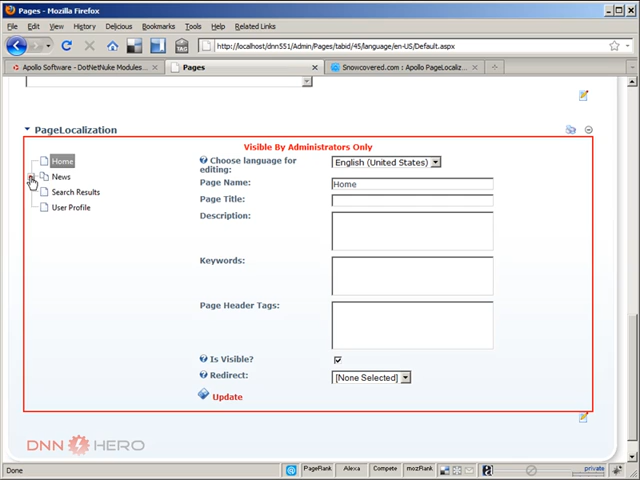 Pages - Mozilla Firefox
File Edit View History Delicious Bookmarks Tools Help Related Links
TAG http://localhost/dnn551/Admin/Pages/tabid/45/language/en-US/Default.aspx
Apollo Software - DotNetNuke Modules... Pages Snowcovered.com : Apollo PageLocaliz...
PageLocalization
Visible By Administrators Only
Home
News
Search Results
User Profile
Choose language for editing: English (United States)
Page Name: Home
Page Title:
Description:
Keywords:
Page Header Tags:
Is Visible?
Redirect: [None Selected]
Update
DNN HERO
Done PageRank Alexa Compete mozRank private